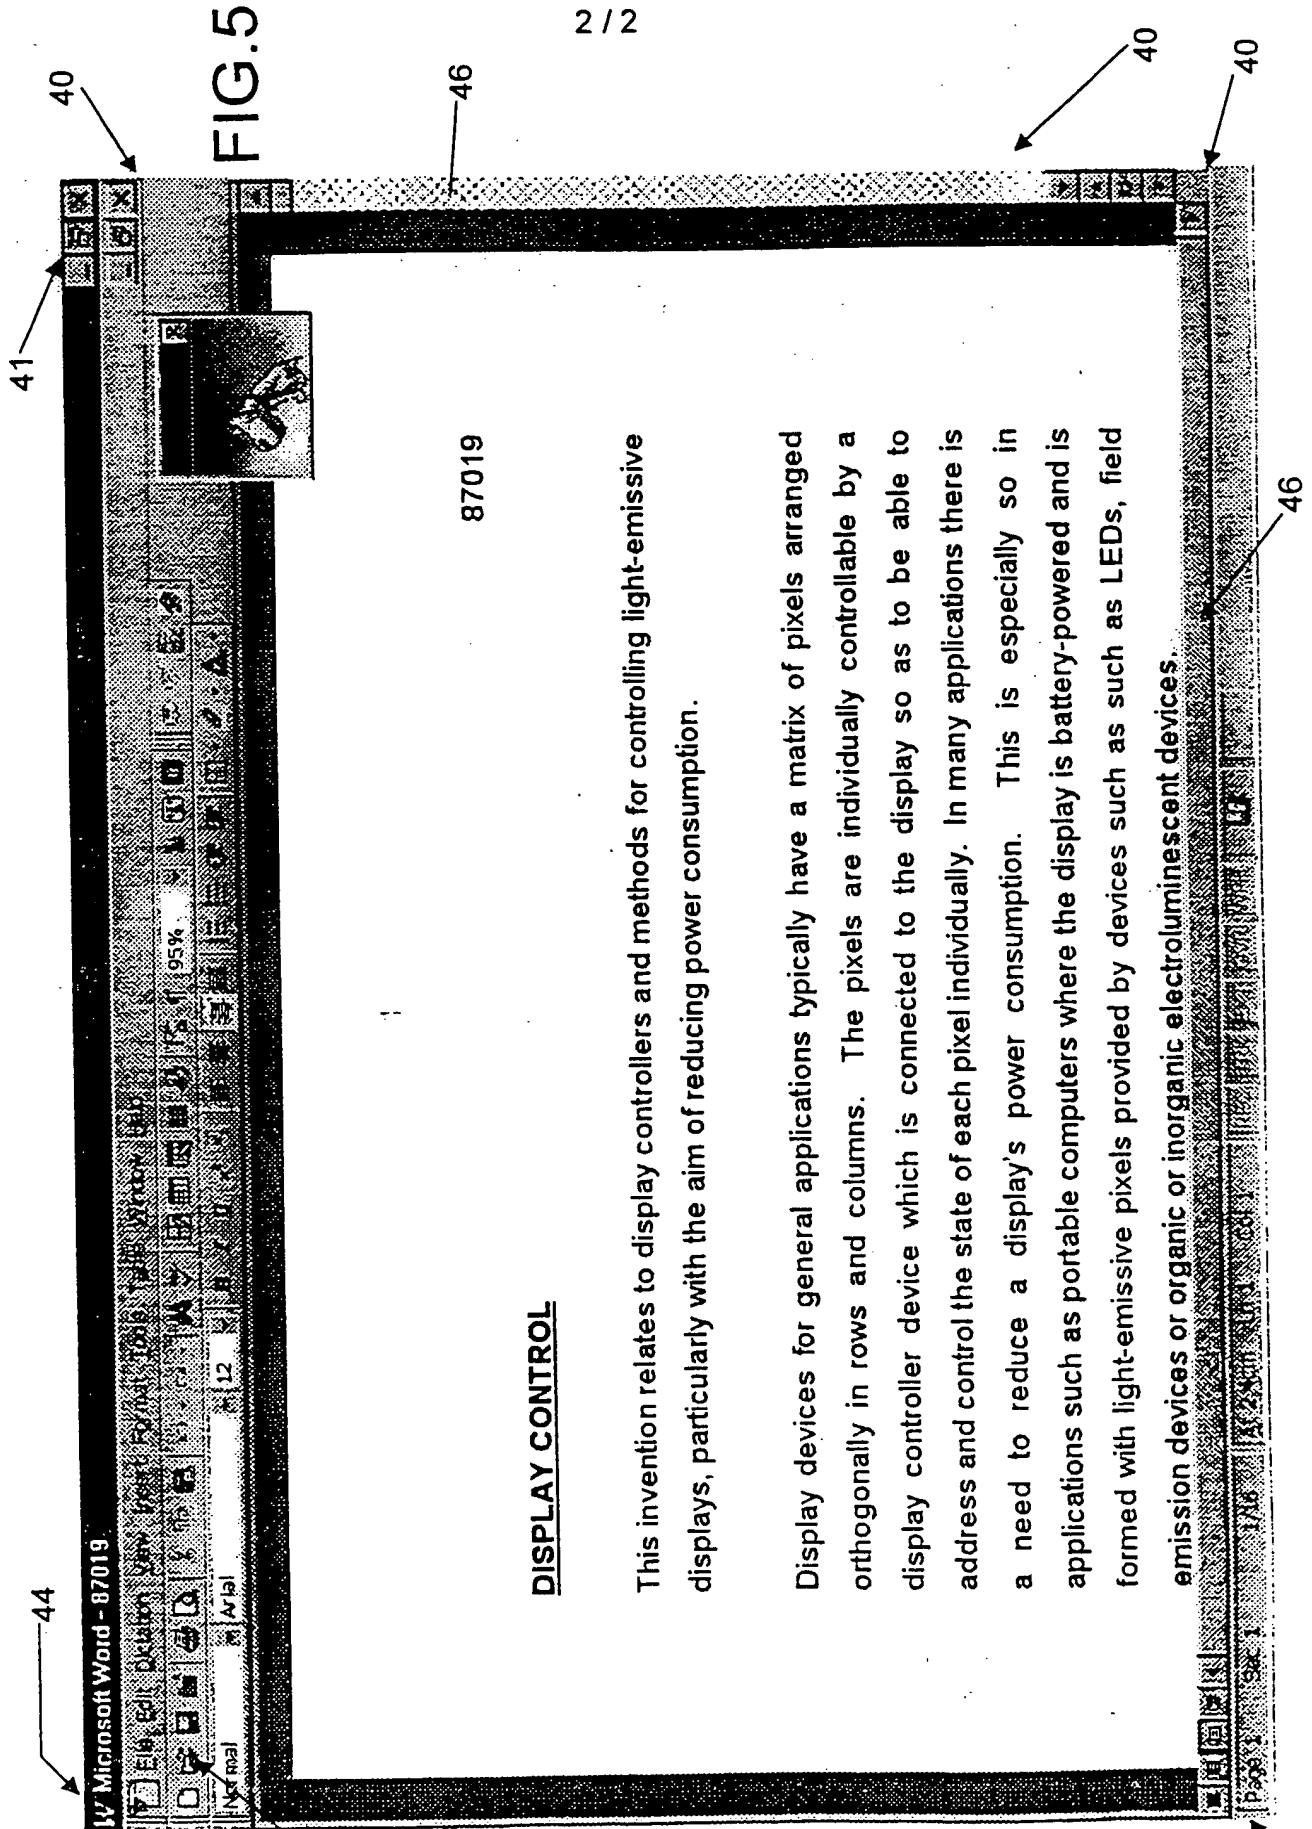 2 / 2
FIG.5
44
41
40
Microsoft Word - 87019
File Edit Dictation View Insert Format Tools Table Window Help
95%
Normal
Arial
12
46
40
40
46
87019
DISPLAY CONTROL
This invention relates to display controllers and methods for controlling light-emissive
displays, particularly with the aim of reducing power consumption.
Display devices for general applications typically have a matrix of pixels arranged
orthogonally in rows and columns. The pixels are individually controllable by a
display controller device which is connected to the display so as to be able to
address and control the state of each pixel individually. In many applications there is
a need to reduce a display's power consumption. This is especially so in
applications such as portable computers where the display is battery-powered and is
formed with light-emissive pixels provided by devices such as such as LEDs, field
emission devices or organic or inorganic electroluminescent devices.
Page 1 Sec 1 1/16 Col 1